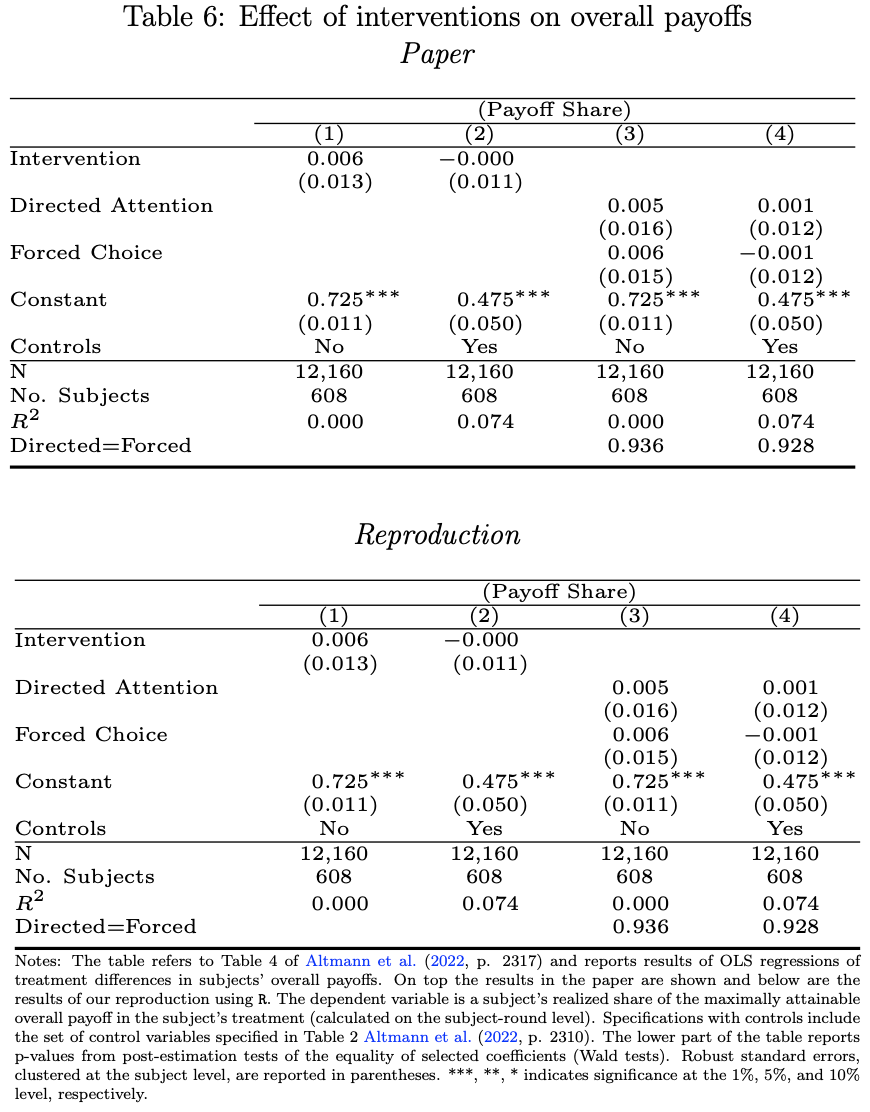 Table 6: Effect of interventions on overall payoffs
Paper
(Payoff Share)
(1) (2) (3) (4)
Intervention 0.006 −0.000
(0.013) (0.011)
Directed Attention 0.005 0.001
(0.016) (0.012)
Forced Choice 0.006 −0.001
(0.015) (0.012)
Constant 0.725*** 0.475*** 0.725*** 0.475***
(0.011) (0.050) (0.011) (0.050)
Controls No Yes No Yes
N 12,160 12,160 12,160 12,160
No. Subjects 608 608 608 608
R2 0.000 0.074 0.000 0.074
Directed=Forced 0.936 0.928
Reproduction
(Payoff Share)
(1) (2) (3) (4)
Intervention 0.006 −0.000
(0.013) (0.011)
Directed Attention 0.005 0.001
(0.016) (0.012)
Forced Choice 0.006 −0.001
(0.015) (0.012)
Constant 0.725*** 0.475*** 0.725*** 0.475***
(0.011) (0.050) (0.011) (0.050)
Controls No Yes No Yes
N 12,160 12,160 12,160 12,160
No. Subjects 608 608 608 608
R2 0.000 0.074 0.000 0.074
Directed=Forced 0.936 0.928
Notes: The table refers to Table 4 of Altmann et al. (2022, p. 2317) and reports results of OLS regressions of
treatment differences in subjects' overall payoffs. On top the results in the paper are shown and below are the
results of our reproduction using R. The dependent variable is a subject's realized share of the maximally attainable
overall payoff in the subject's treatment (calculated on the subject-round level). Specifications with controls include
the set of control variables specified in Table 2 Altmann et al. (2022, p. 2310). The lower part of the table reports
p-values from post-estimation tests of the equality of selected coefficients (Wald tests). Robust standard errors,
clustered at the subject level, are reported in parentheses. ***, **, * indicates significance at the 1%, 5%, and 10%
level, respectively.